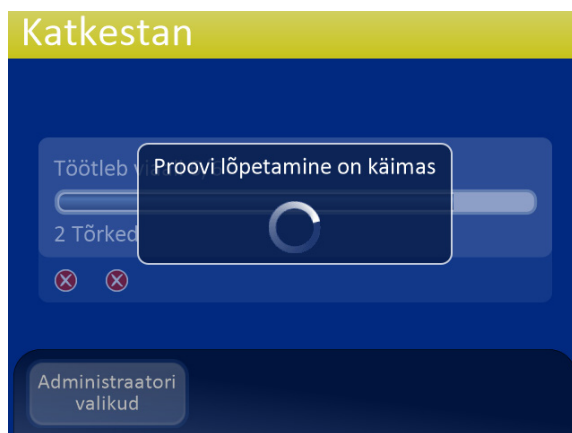 Katkestan
Töötleb
Proovi lõpetamine on käimas
2 Tõrked
Administraatori
valikud